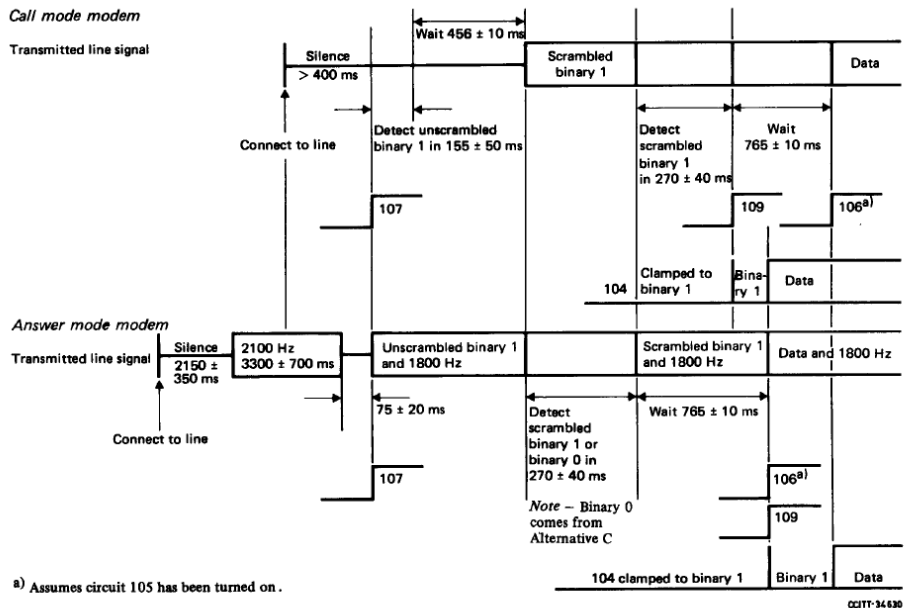 Call mode modem
Wait 456 ± 10 ms
Transmitted line signal
Silence
> 400 ms
Scrambled
binary 1
Data
Connect to line
Detect unscrambled
binary 1 in 155 ± 50 ms
Detect
scrambled
binary 1
in 270 ± 40 ms
Wait
765 ± 10 ms
107
109
106a)
104
Clamped to
binary 1
Bina-
ry 1
Data
Answer mode modem
Transmitted line signal
Silence
2150 ±
350 ms
2100 Hz
3300 ± 700 ms
Unscrambled binary 1
and 1800 Hz
Scrambled binary 1
and 1800 Hz
Data and 1800 Hz
75 ± 20 ms
Connect to line
Detect
scrambled
binary 1 or
binary 0 in
270 ± 40 ms
Wait 765 ± 10 ms
107
Note – Binary 0
comes from
Alternative C
106a)
109
104 clamped to binary 1
Binary 1
Data
a) Assumes circuit 105 has been turned on.
CCITT-34630